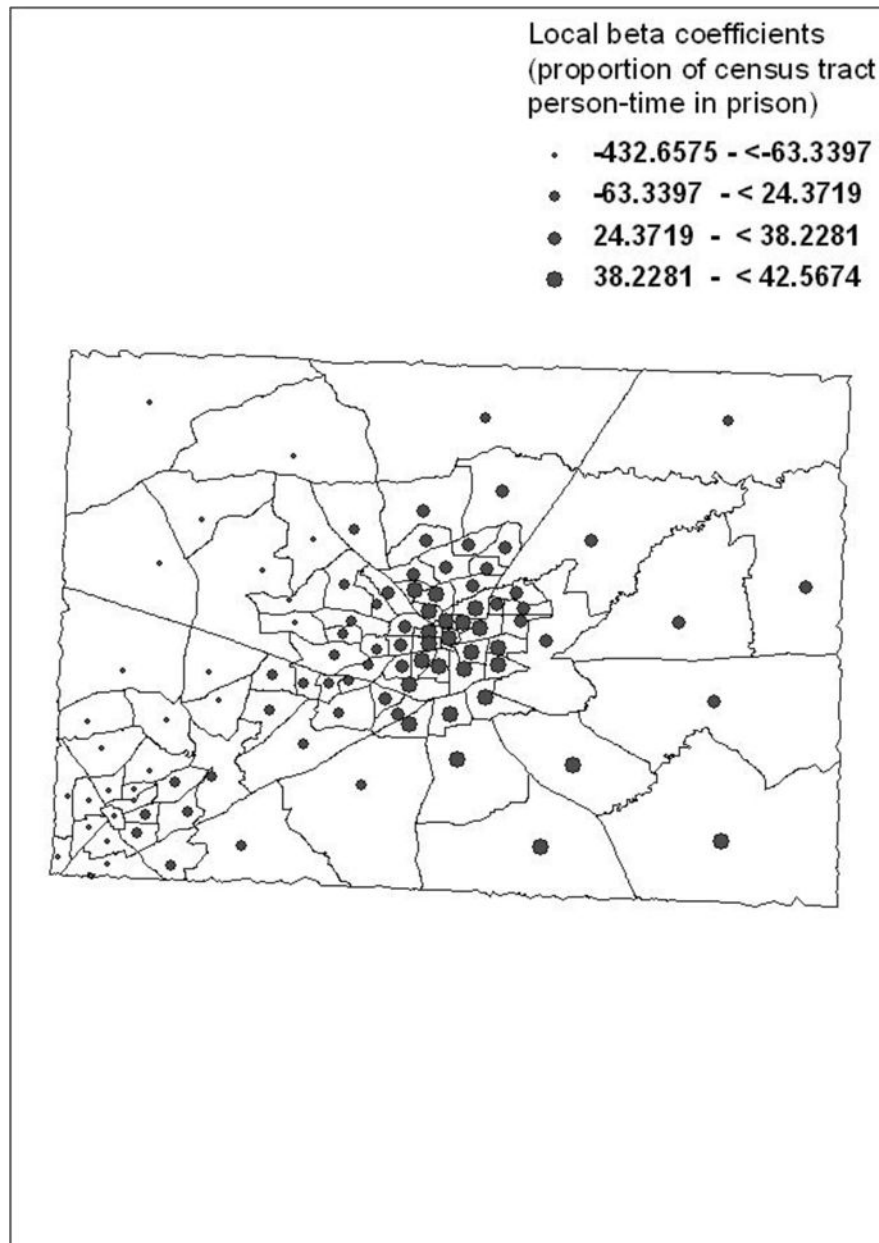 Local beta coefficients
(proportion of census tract
person-time in prison)
-432.6575 - <-63.3397
-63.3397 - < 24.3719
24.3719 - < 38.2281
38.2281 - < 42.5674